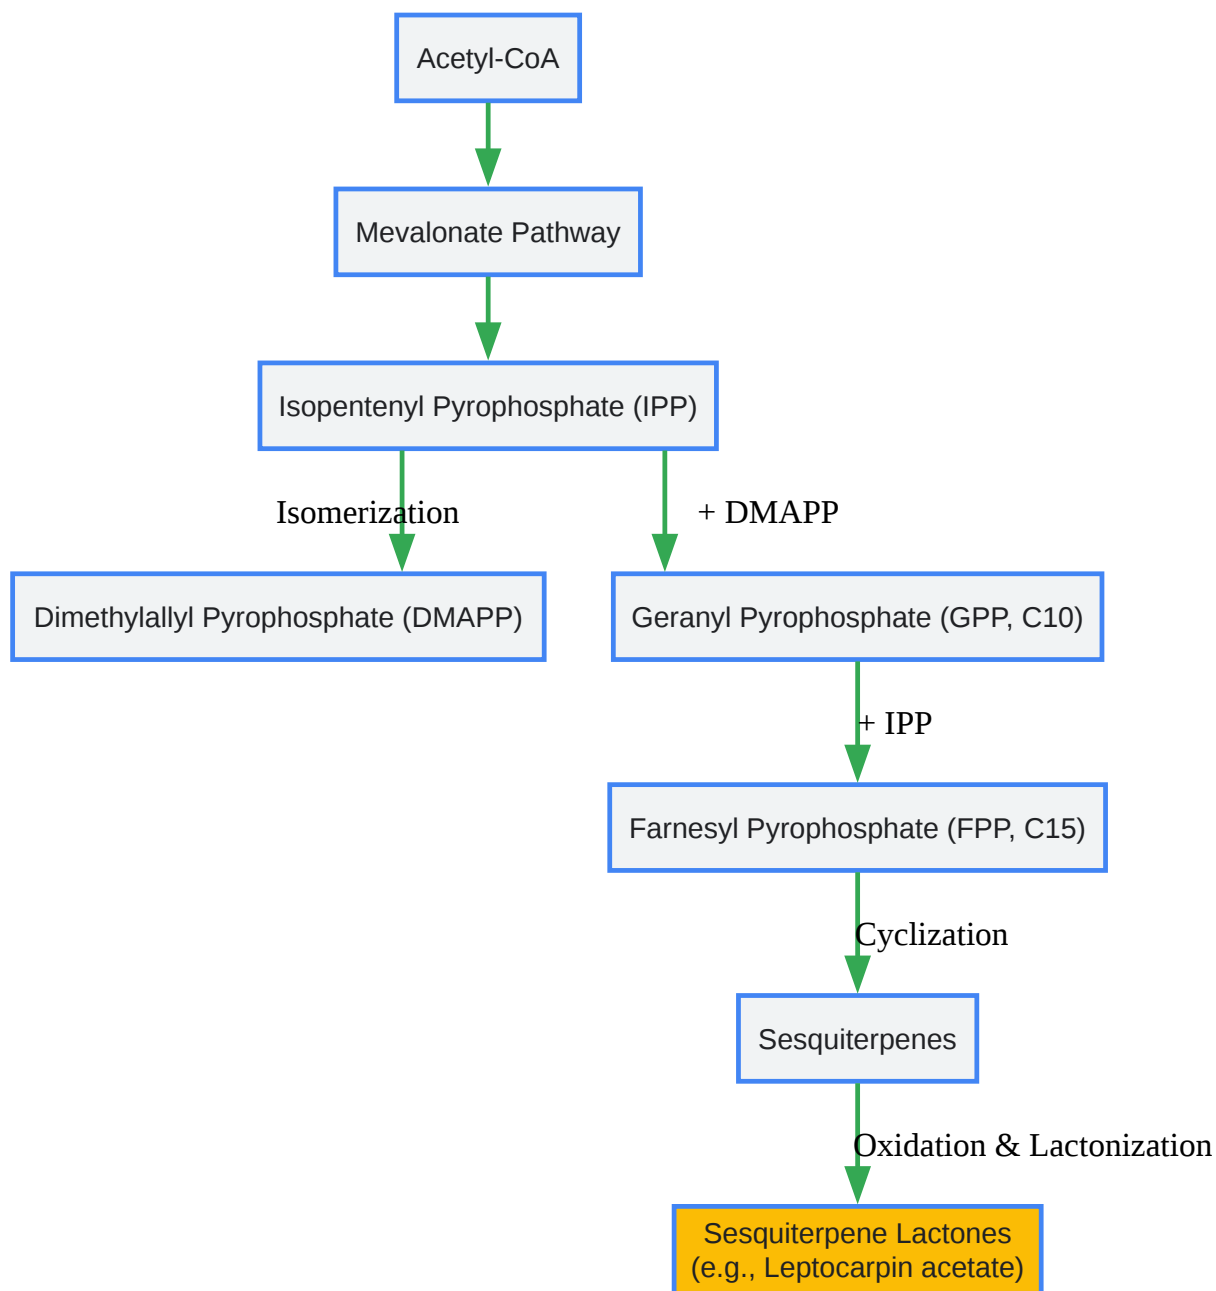 Acetyl-CoA
Mevalonate Pathway
Isopentenyl Pyrophosphate (IPP)
Isomerization
+ DMAPP
Dimethylallyl Pyrophosphate (DMAPP)
Geranyl Pyrophosphate (GPP, C10)
+ IPP
Farnesyl Pyrophosphate (FPP, C15)
Cyclization
Sesquiterpenes
Oxidation & Lactonization
Sesquiterpene Lactones
(e.g., Leptocarpin acetate)